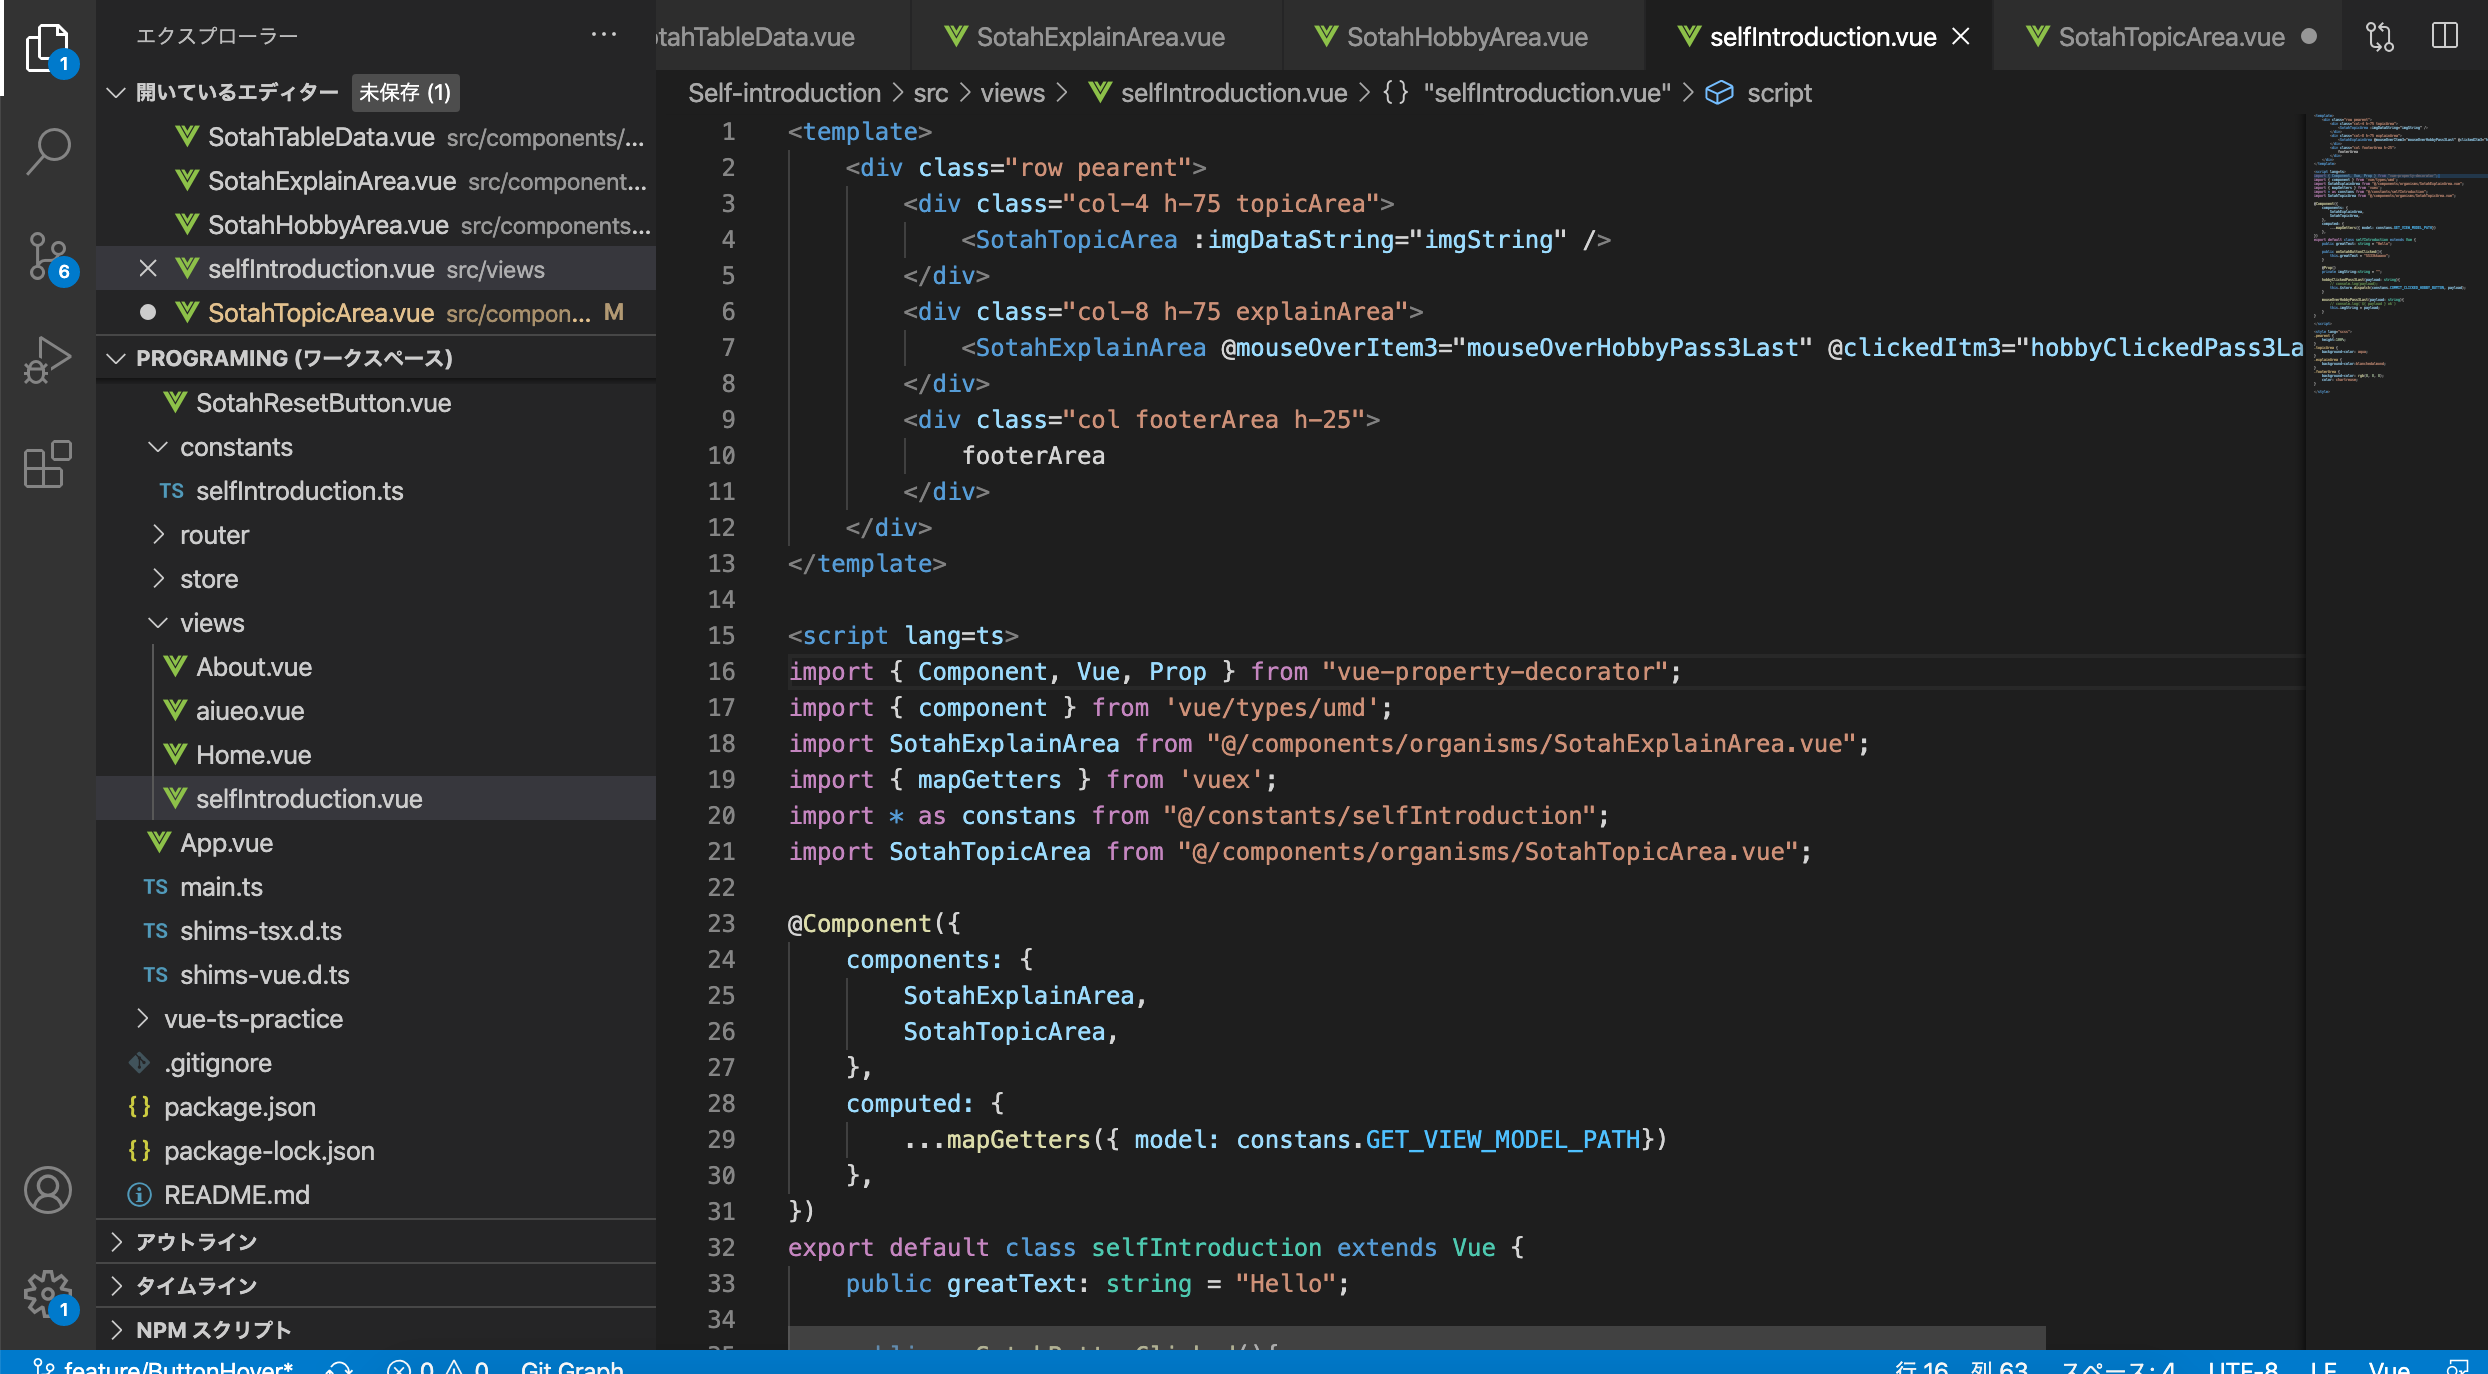 エクスプローラー
開いているエディター 未保存 (1)
SotahTableData.vue src/components/...
SotahExplainArea.vue src/component...
SotahHobbyArea.vue src/components...
selfIntroduction.vue src/views
SotahTopicArea.vue src/compon... M
PROGRAMING (ワークスペース)
SotahResetButton.vue
constants
TS selfIntroduction.ts
router
store
views
About.vue
aiueo.vue
Home.vue
selfIntroduction.vue
App.vue
TS main.ts
TS shims-tsx.d.ts
TS shims-vue.d.ts
vue-ts-practice
.gitignore
{} package.json
{} package-lock.json
README.md
アウトライン
タイムライン
NPM スクリプト
1
6
1
otahTableData.vue SotahExplainArea.vue SotahHobbyArea.vue selfIntroduction.vue SotahTopicArea.vue
Self-introduction > src > views > selfIntroduction.vue > {} "selfIntroduction.vue" > script
1 <template>
2 <div class="row pearent">
3 <div class="col-4 h-75 topicArea">
4 <SotahTopicArea :imgDataString="imgString" />
5 </div>
6 <div class="col-8 h-75 explainArea">
7 <SotahExplainArea @mouseOverItem3="mouseOverHobbyPass3Last" @clickedItm3="hobbyClickedPass3La
8 </div>
9 <div class="col footerArea h-25">
10 footerArea
11 </div>
12 </div>
13 </template>
14
15 <script lang=ts>
16 import { Component, Vue, Prop } from "vue-property-decorator";
17 import { component } from 'vue/types/umd';
18 import SotahExplainArea from "@/components/organisms/SotahExplainArea.vue";
19 import { mapGetters } from 'vuex';
20 import * as constans from "@/constants/selfIntroduction";
21 import SotahTopicArea from "@/components/organisms/SotahTopicArea.vue";
22
23 @Component({
24 components: {
25 SotahExplainArea,
26 SotahTopicArea,
27 },
28 computed: {
29 ...mapGetters({ model: constans.GET_VIEW_MODEL_PATH})
30 },
31 })
32 export default class selfIntroduction extends Vue {
33 public greatText: string = "Hello";
34
feature/ButtonHover* 0 0 Git Graph 行 16、列 63 スペース: 4 UTF-8 LF Vue